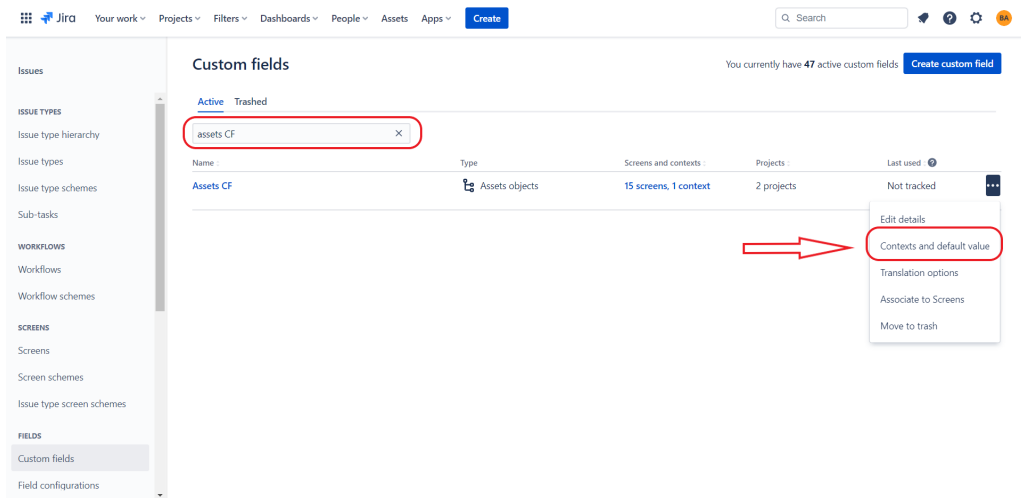 Jira Your work Projects Filters Dashboards People Assets Apps Create Search BA
Issues
Custom fields
You currently have 47 active custom fields Create custom field
Active Trashed
assets CF
Name Type Screens and contexts Projects Last used
Assets CF Assets objects 15 screens, 1 context 2 projects Not tracked
Edit details
Contexts and default value
Translation options
Associate to Screens
Move to trash
ISSUE TYPES
Issue type hierarchy
Issue types
Issue type schemes
Sub-tasks
WORKFLOWS
Workflows
Workflow schemes
SCREENS
Screens
Screen schemes
Issue type screen schemes
FIELDS
Custom fields
Field configurations